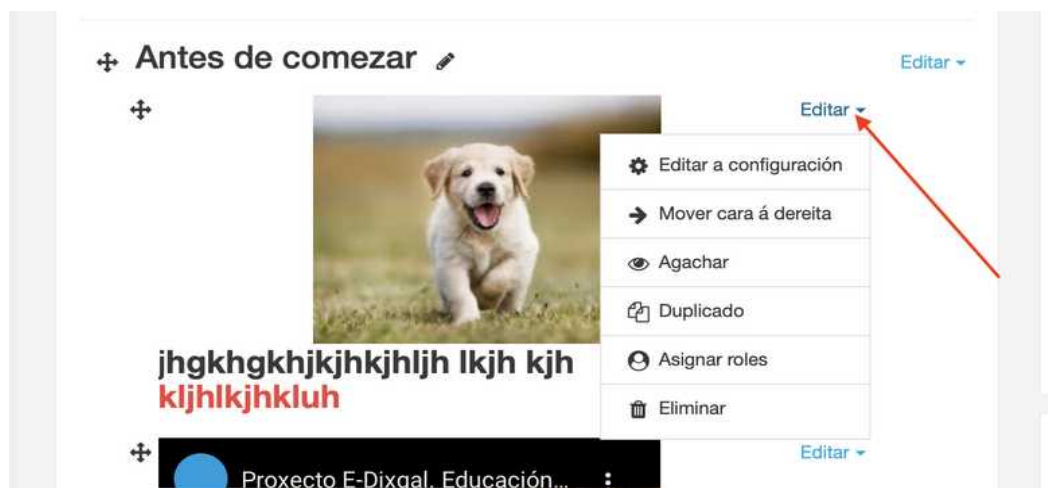 Antes de comezar
Editar
Editar
Editar a configuración
Mover cara á dereita
Agachar
Duplicado
Asignar roles
Eliminar
jhgkhgkhjkjhkjhljh lkjh kjh
kljhlkjhkluh
Editar
Proxecto E-Dixgal. Educación...